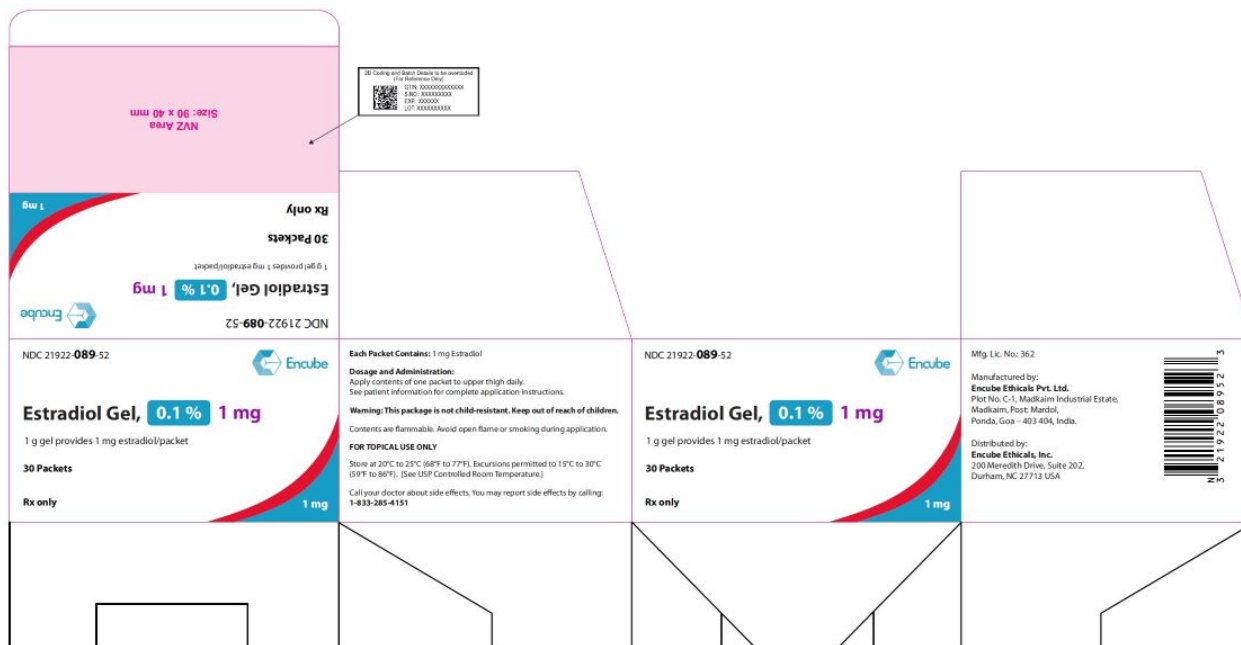 2D Coding and Batch Details to be overcoded
(For Reference Only)
GTIN: XXXXXXXXXXXXXX
S.NO.: XXXXXXXXX
EXP.: XXXXXX
LOT: XXXXXXXXXX
NVZ Area
Size: 90 x 40 mm
NDC 21922-089-52
Encube
Estradiol Gel, 0.1 % 1 mg
1 g gel provides 1 mg estradiol/packet
30 Packets
Rx only
1 mg
NDC 21922-089-52
Encube
Estradiol Gel, 0.1 % 1 mg
1 g gel provides 1 mg estradiol/packet
30 Packets
Rx only
1 mg
Each Packet Contains: 1 mg Estradiol
Dosage and Administration:
Apply contents of one packet to upper thigh daily.
See patient information for complete application instructions.
Warning: This package is not child-resistant. Keep out of reach of children.
Contents are flammable. Avoid open flame or smoking during application.
FOR TOPICAL USE ONLY
Store at 20°C to 25°C (68°F to 77°F). Excursions permitted to 15°C to 30°C
(59°F to 86°F). [See USP Controlled Room Temperature.]
Call your doctor about side effects. You may report side effects by calling:
1-833-285-4151
NDC 21922-089-52
Encube
Estradiol Gel, 0.1 % 1 mg
1 g gel provides 1 mg estradiol/packet
30 Packets
Rx only
1 mg
Mfg. Lic. No.: 362
Manufactured by:
Encube Ethicals Pvt. Ltd.
Plot No. C-1, Madkaim Industrial Estate,
Madkaim, Post: Mardol,
Ponda, Goa – 403 404, India.
Distributed by:
Encube Ethicals, Inc.
200 Meredith Drive, Suite 202,
Durham, NC 27713 USA
N
3 21922 08952 3